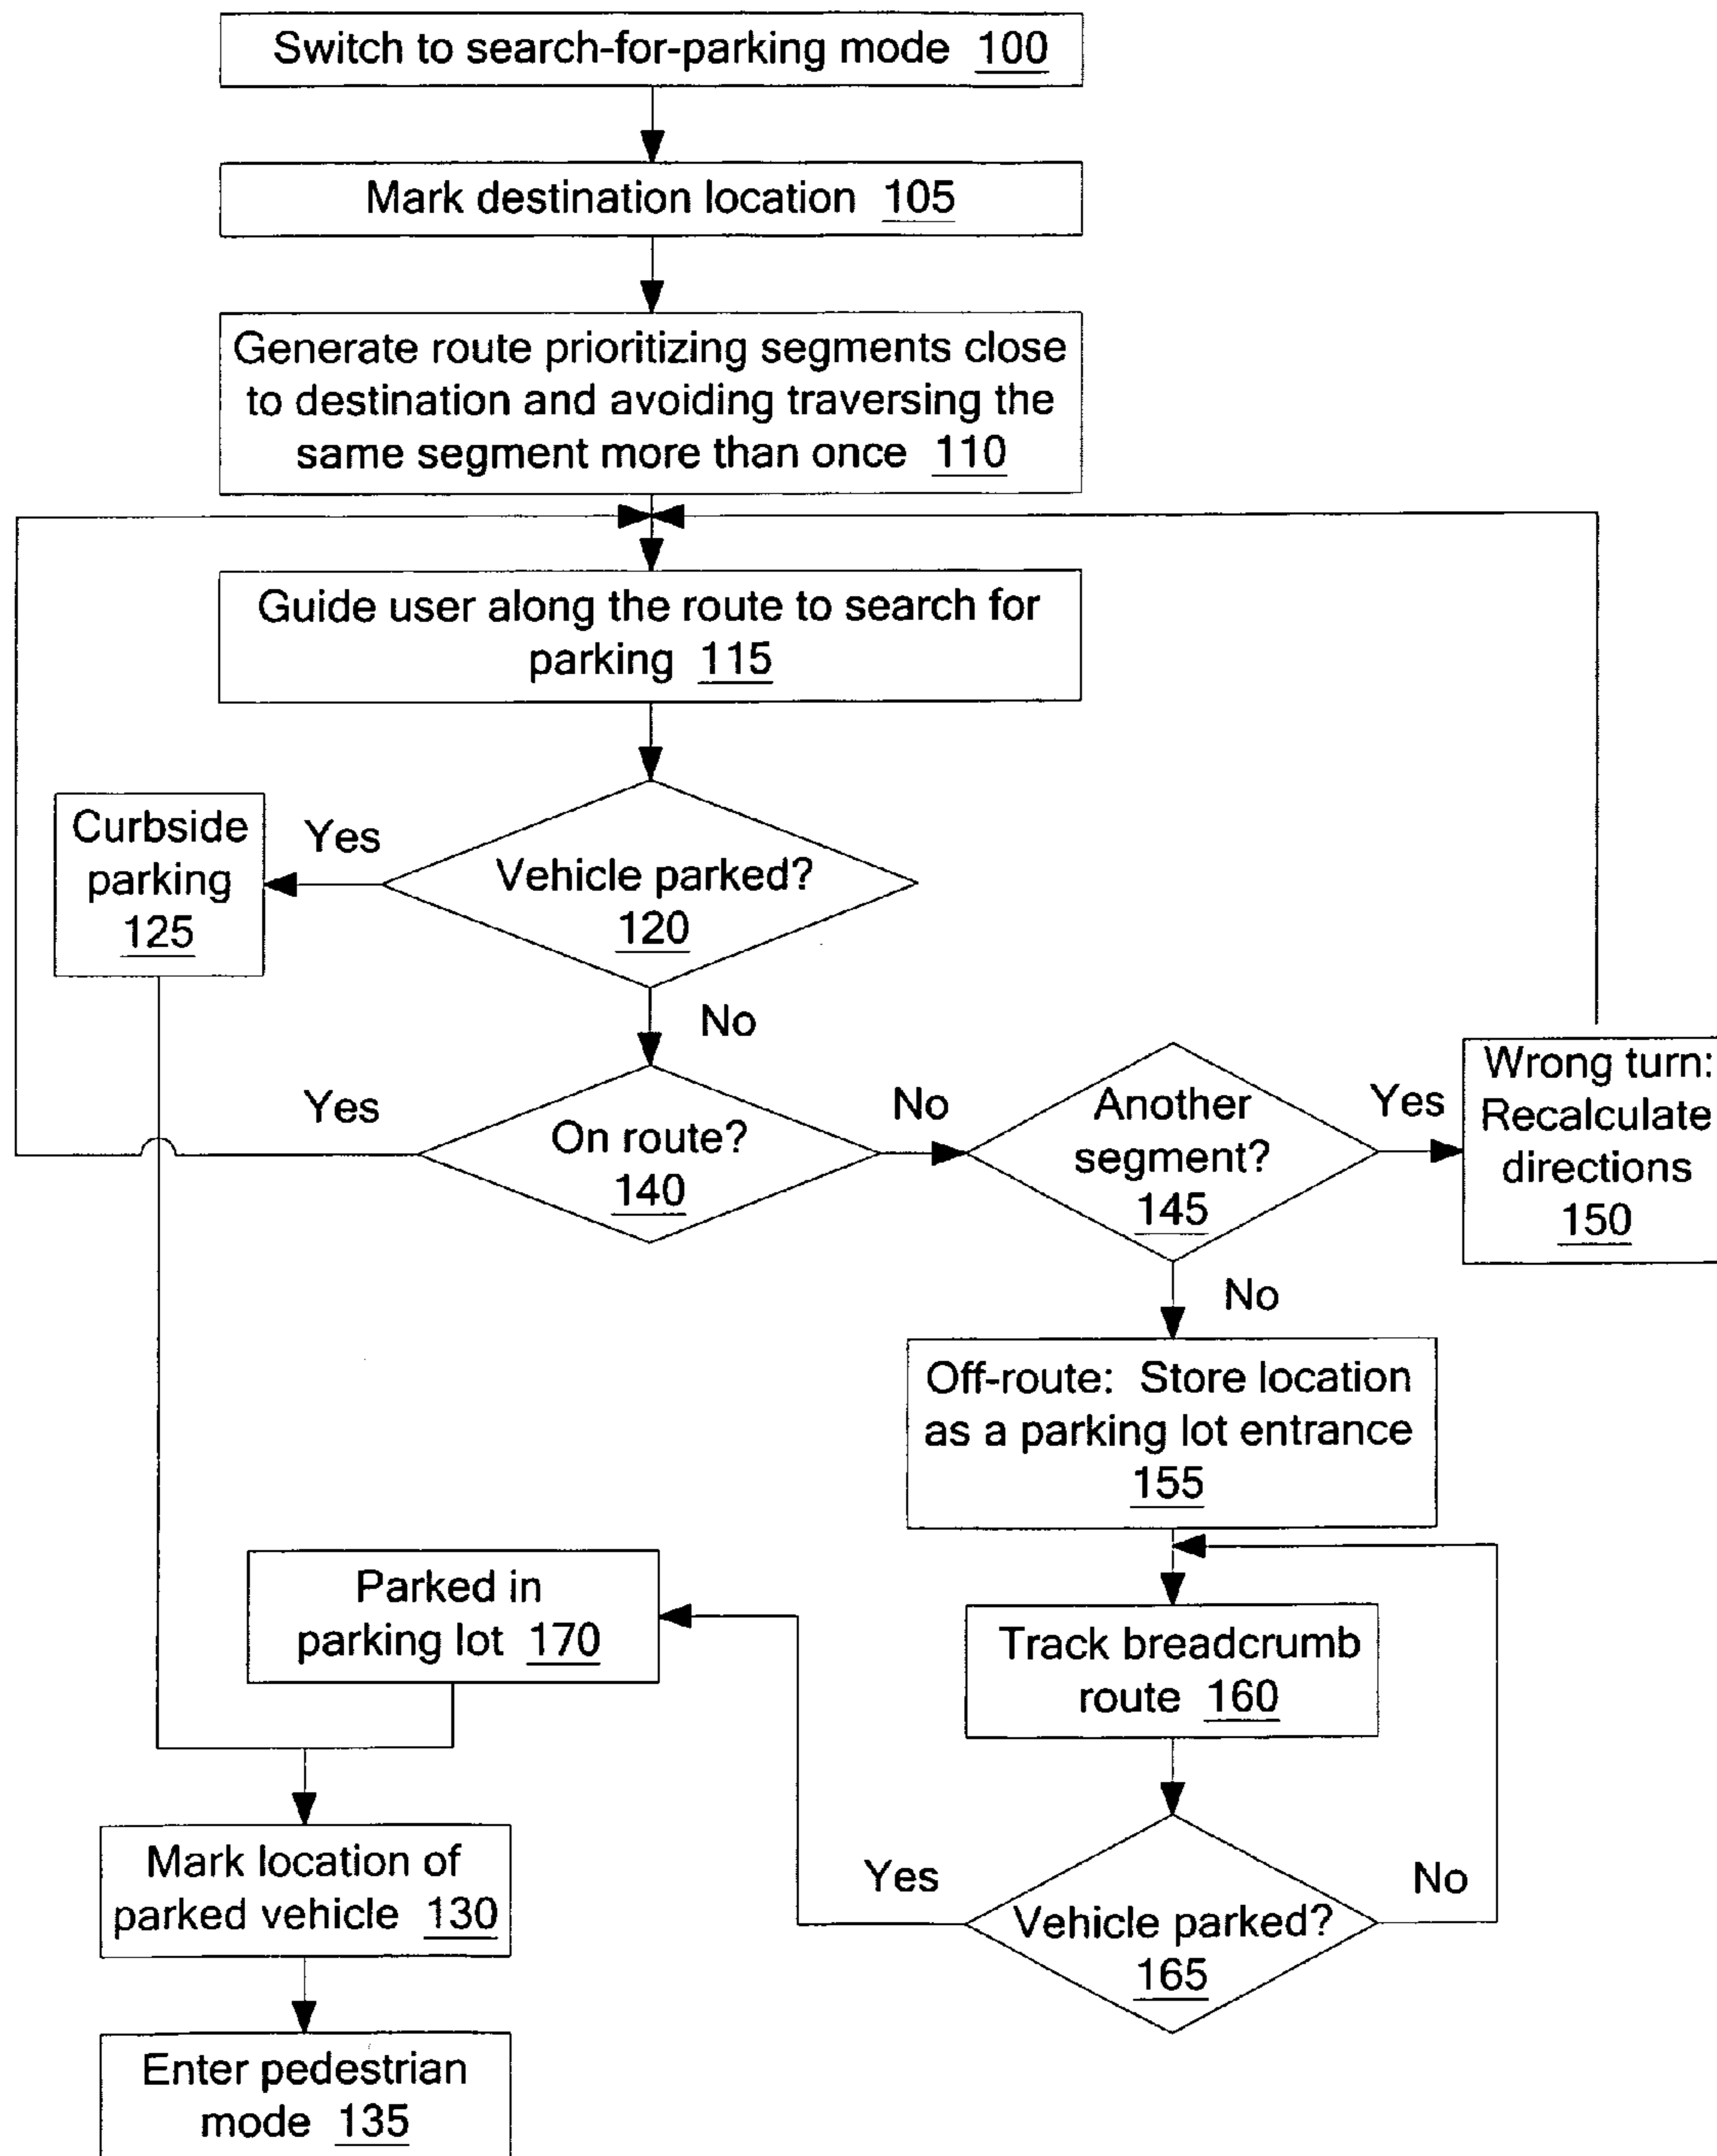 Switch to search-for-parking mode 100
Mark destination location 105
Generate route prioritizing segments close
to destination and avoiding traversing the
same segment more than once 110
Guide user along the route to search for
parking 115
Curbside
parking
125
Yes
Vehicle parked?
120
No
Yes
On route?
140
No
Another
segment?
145
Yes
Wrong turn:
Recalculate
directions
150
No
Off-route: Store location
as a parking lot entrance
155
Parked in
parking lot 170
Track breadcrumb
route 160
Mark location of
parked vehicle 130
Yes
Vehicle parked?
165
No
Enter pedestrian
mode 135